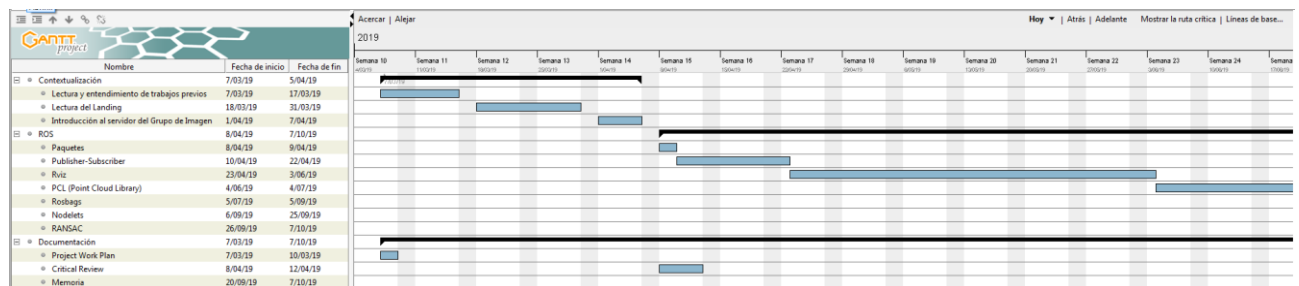 Acercar | Alejar
Hoy ▼ | Atrás | Adelante Mostrar la ruta crítica | Líneas de base...
GANTT project
2019
Nombre Fecha de inicio Fecha de fin
Semana 10 Semana 11 Semana 12 Semana 13 Semana 14 Semana 15 Semana 16 Semana 17 Semana 18 Semana 19 Semana 20 Semana 21 Semana 22 Semana 23 Semana 24 Semana
Contextualización 7/03/19 5/04/19
Lectura y entendimiento de trabajos previos 7/03/19 17/03/19
Lectura del Landing 18/03/19 31/03/19
Introducción al servidor del Grupo de Imagen 1/04/19 7/04/19
ROS 8/04/19 7/10/19
Paquetes 8/04/19 9/04/19
Publisher-Subscriber 10/04/19 22/04/19
Rviz 23/04/19 3/06/19
PCL (Point Cloud Library) 4/06/19 4/07/19
Rosbags 5/07/19 5/09/19
Nodelets 6/09/19 25/09/19
RANSAC 26/09/19 7/10/19
Documentación 7/03/19 7/10/19
Project Work Plan 7/03/19 10/03/19
Critical Review 8/04/19 12/04/19
Memoria 20/09/19 7/10/19